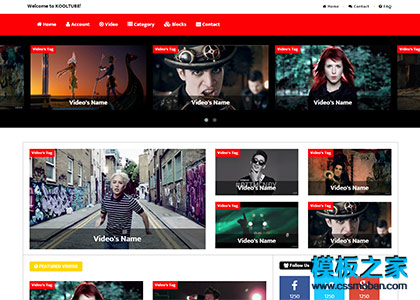 Welcome to KOOLTUBE!
Home Contact FAQ
Home Account Video Category Blocks Contact
Video's Tag Video's Tag Video's Tag
Video's Name Video's Name Video's Name
Video's Tag Video's Tag Video's Tag
Video's Name Video's Name
Video's Tag Video's Tag
Video's Name Video's Name Video's Name
FEATURED VIDEOS Follow Us
Video's Tag Video's Tag
1250 1250 1250
模板之家
www.cssmoban.com